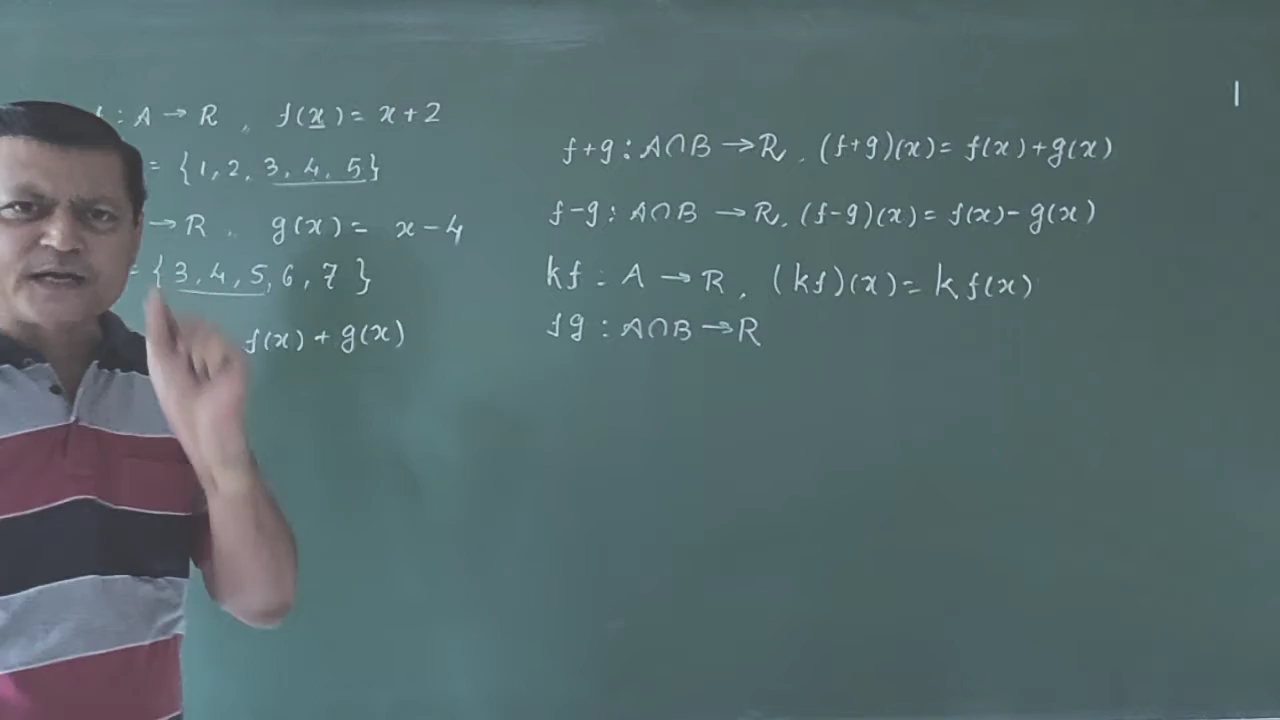 : A → R , f(x) = x+2
= {1, 2, 3, 4, 5}
→ R , g(x) = x-4
= {3, 4, 5, 6, 7}
f(x) + g(x)
f+g : A∩B → R , (f+g)(x) = f(x)+g(x)
f-g : A∩B → R, (f-g)(x) = f(x)- g(x)
kf : A → R , (kf)(x) = k f(x)
fg : A∩B → R